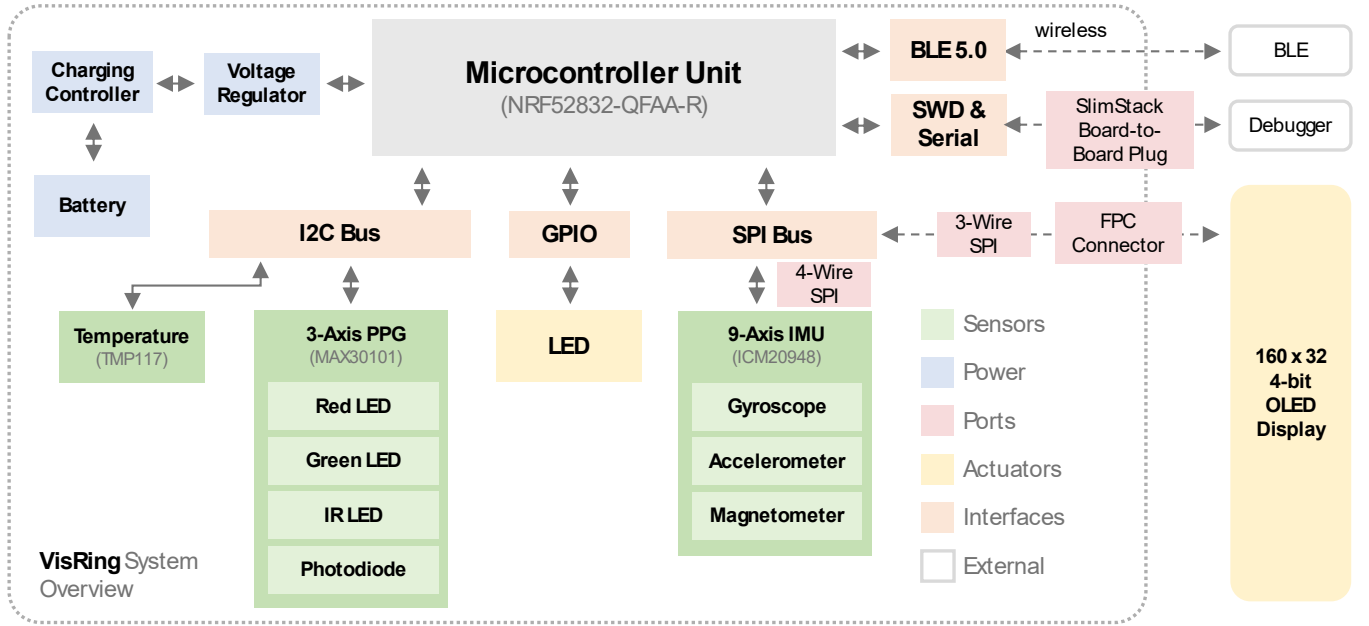 Charging
Controller
Voltage
Regulator
Battery
Microcontroller Unit
(NRF52832-QFAA-R)
BLE 5.0
wireless
BLE
SWD &
Serial
SlimStack
Board-to-
Board Plug
Debugger
I2C Bus
GPIO
SPI Bus
3-Wire
SPI
FPC
Connector
4-Wire
SPI
Temperature
(TMP117)
3-Axis PPG
(MAX30101)
Red LED
Green LED
IR LED
Photodiode
LED
9-Axis IMU
(ICM20948)
Gyroscope
Accelerometer
Magnetometer
Sensors
Power
Ports
Actuators
Interfaces
External
160 x 32
4-bit
OLED
Display
VisRing System
Overview